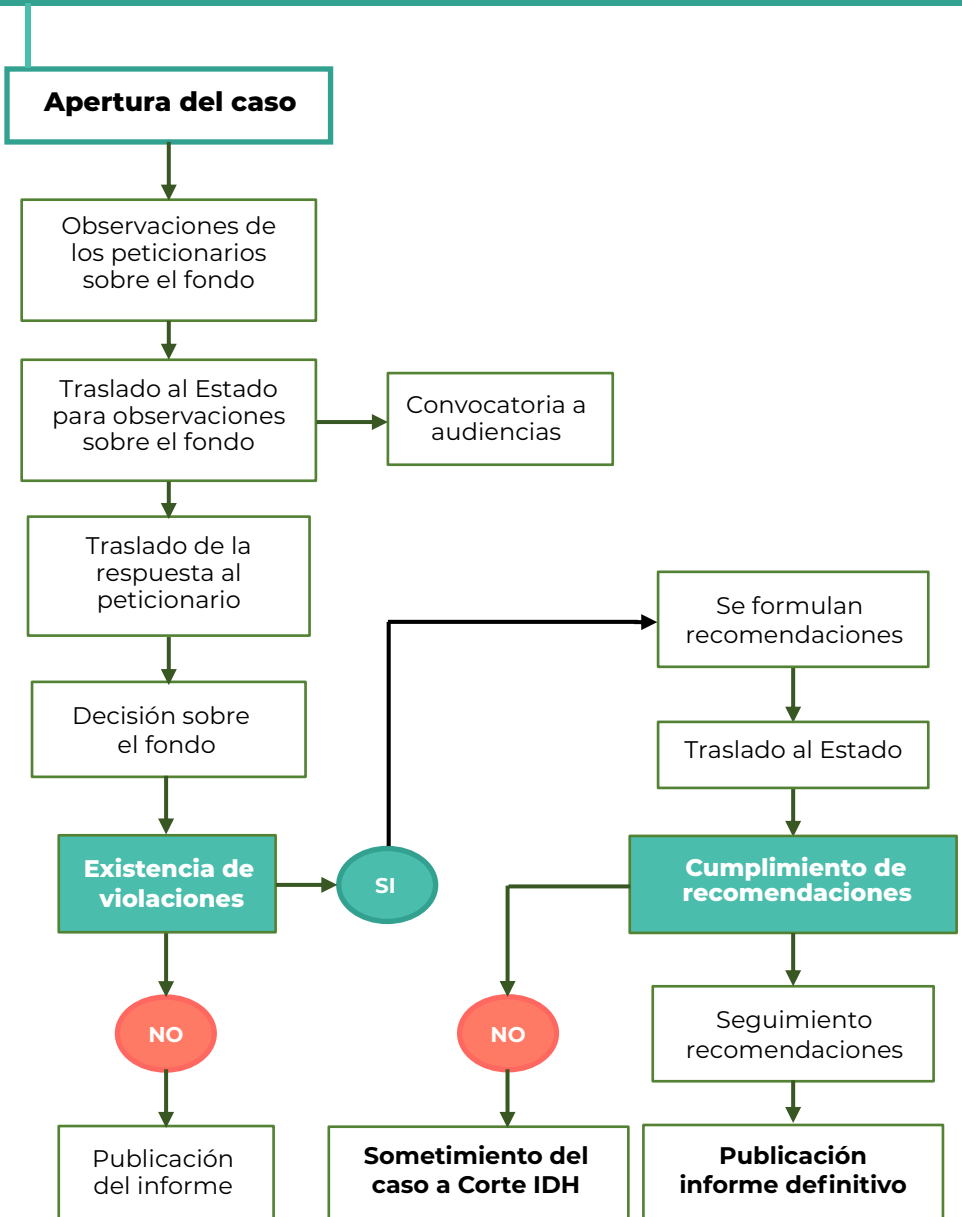 Apertura del caso
Observaciones de
los peticionarios
sobre el fondo
Traslado al Estado
para observaciones
sobre el fondo
Convocatoria a
audiencias
Traslado de la
respuesta al
peticionario
Decisión sobre
el fondo
Existencia de
violaciones
SI
NO
Publicación
del informe
Se formulan
recomendaciones
Traslado al Estado
Cumplimiento de
recomendaciones
NO
Sometimiento del
caso a Corte IDH
Seguimiento
recomendaciones
Publicación
informe definitivo